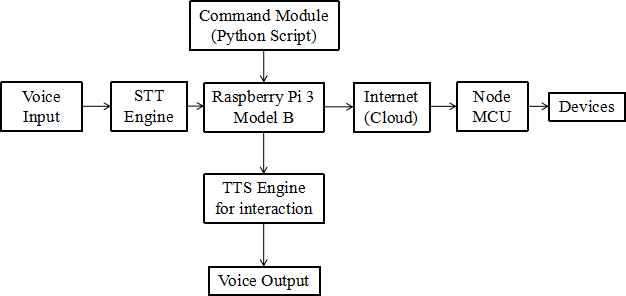 Command Module
(Python Script)
Voice
Input
STT
Engine
Raspberry Pi 3
Model B
Internet
(Cloud)
Node
MCU
Devices
TTS Engine
for interaction
Voice Output